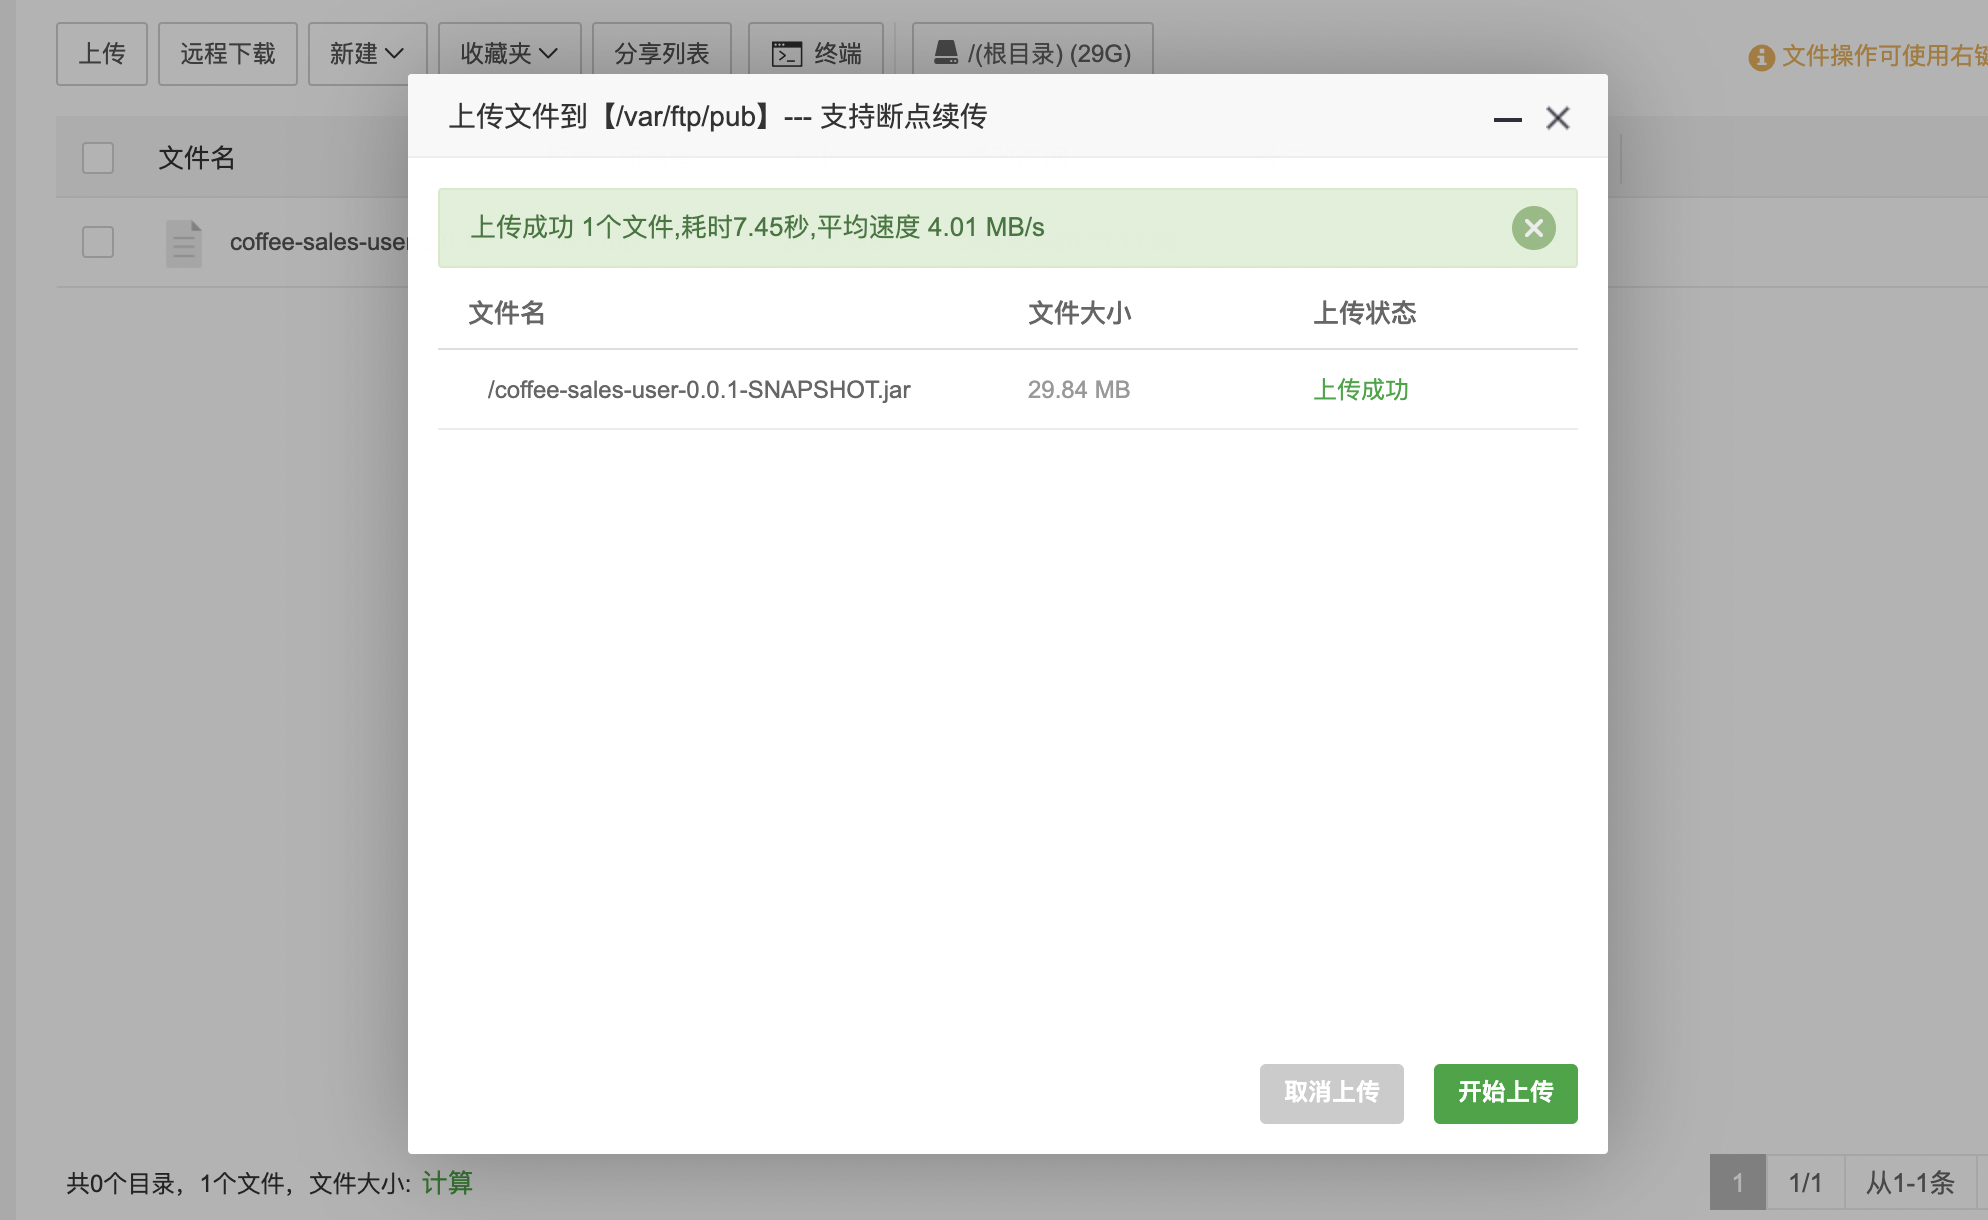 上传
远程下载
新建
收藏夹
分享列表
终端
/(根目录) (29G)
文件操作可使用右键
上传文件到【/var/ftp/pub】--- 支持断点续传
文件名
coffee-sales-user
上传成功 1个文件,耗时7.45秒,平均速度 4.01 MB/s
文件名 文件大小 上传状态
/coffee-sales-user-0.0.1-SNAPSHOT.jar 29.84 MB 上传成功
取消上传 开始上传
共0个目录，1个文件，文件大小: 计算
1 1/1 从1-1条